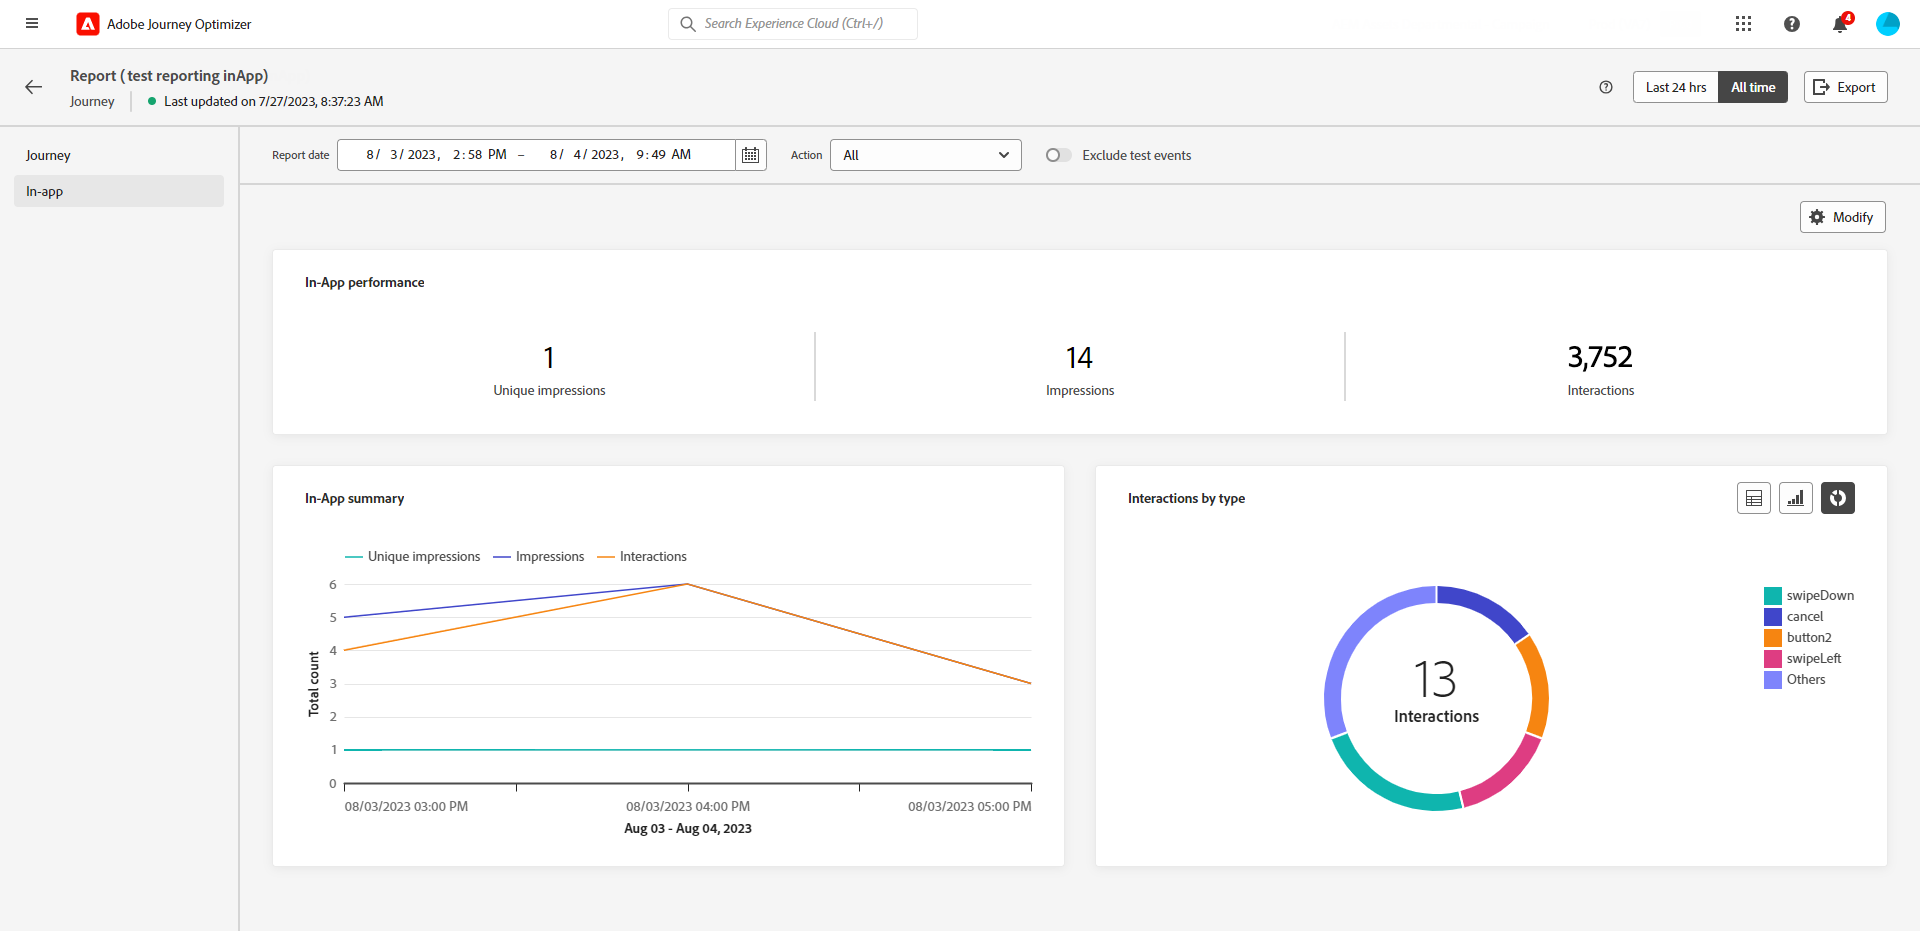 Adobe Journey Optimizer
Search Experience Cloud (Ctrl+/)
4
Report ( test reporting inApp)
Journey
Last updated on 7/27/2023, 8:37:23 AM
Last 24 hrs
All time
Export
Journey
In-app
Report date
8/ 3/ 2023, 2:58 PM – 8/ 4/ 2023, 9:49 AM
Action
All
Exclude test events
Modify
In-App performance
1
Unique impressions
14
Impressions
3,752
Interactions
In-App summary
Unique impressions
Impressions
Interactions
6
5
4
3
2
1
0
Total count
08/03/2023 03:00 PM
08/03/2023 04:00 PM
08/03/2023 05:00 PM
Aug 03 - Aug 04, 2023
Interactions by type
13
Interactions
swipeDown
cancel
button2
swipeLeft
Others